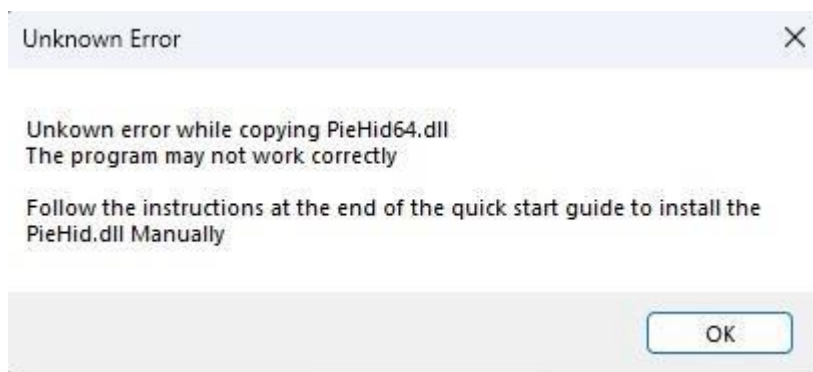 Unknown Error
Unkown error while copying PieHid64.dll
The program may not work correctly
Follow the instructions at the end of the quick start guide to install the
PieHid.dll Manually
OK